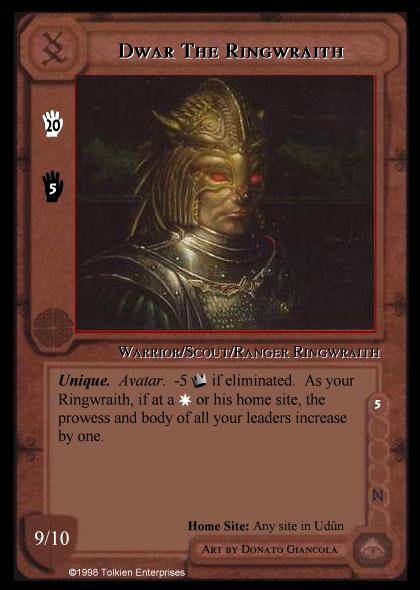 Dwar The Ringwraith
20
5
Warrior/Scout/Ranger Ringwraith
Unique. Avatar. -5 if eliminated. As your
Ringwraith, if at a or his home site, the
prowess and body of all your leaders increase
by one.
5
Home Site: Any site in Udûn
9/10
Art by Donato Giancola
©1998 Tolkien Enterprises